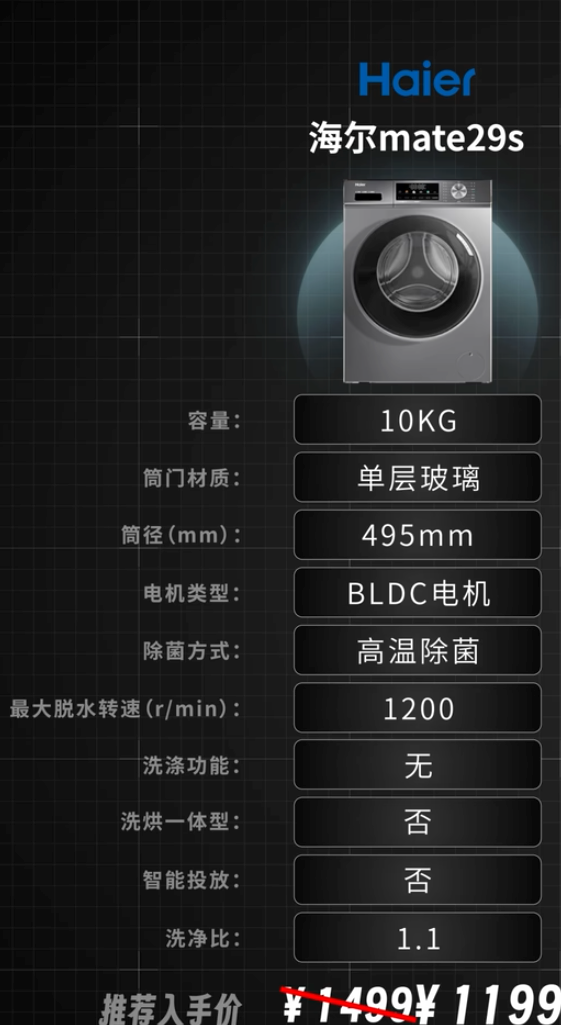 Haier
海尔mate29s
Haier
容量： 10KG
筒门材质： 单层玻璃
筒径(mm)： 495mm
电机类型： BLDC电机
除菌方式： 高温除菌
最大脱水转速(r/min)： 1200
洗涤功能： 无
洗烘一体型： 否
智能投放： 否
洗净比： 1.1
推荐入手价 ¥1499 ¥1199